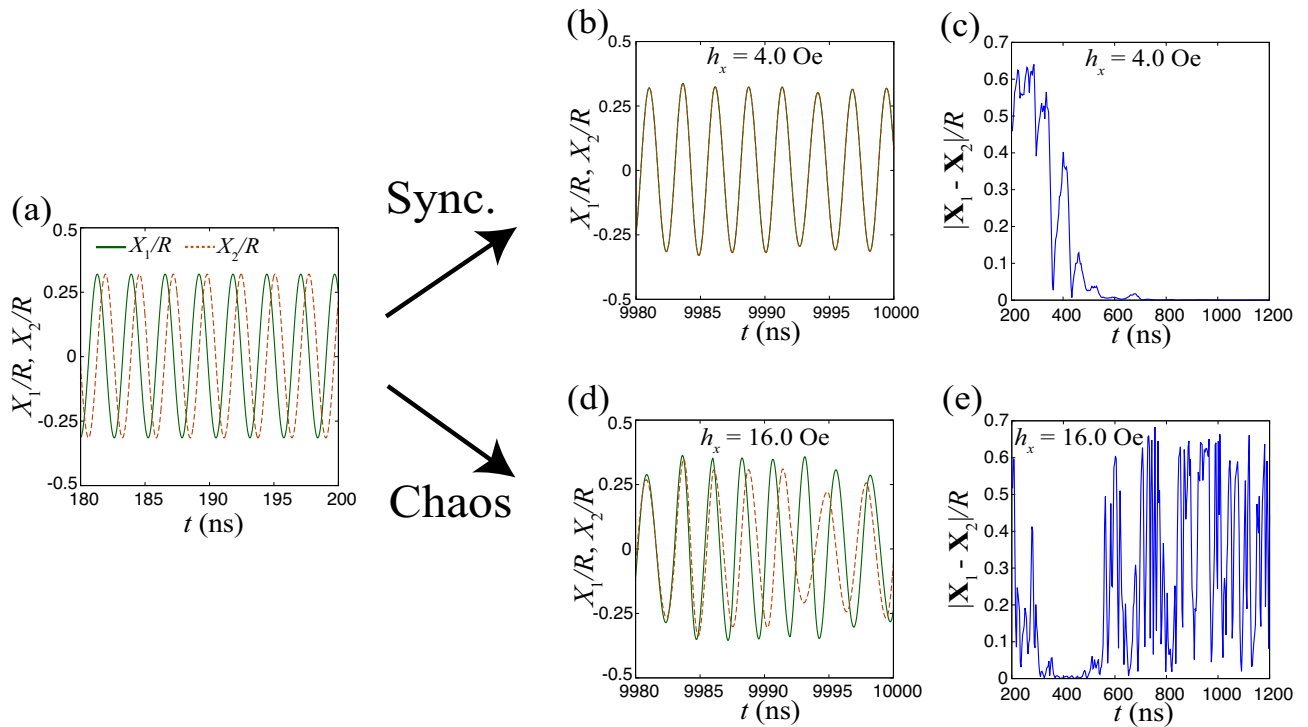 (a)
X₁/R, X₂/R
0.5
0.25
0
-0.25
-0.5
X₁/R X₂/R
180 185 190 195 200
t (ns)
Sync.
Chaos
(b)
X₁/R, X₂/R
0.5
0.25
0
-0.25
-0.5
hₓ = 4.0 Oe
9980 9985 9990 9995 10000
t (ns)
(c)
|X₁ - X₂|/R
0.7
0.6
0.5
0.4
0.3
0.2
0.1
0
hₓ = 4.0 Oe
200 400 600 800 1000 1200
t (ns)
(d)
X₁/R, X₂/R
0.5
0.25
0
-0.25
-0.5
hₓ = 16.0 Oe
9980 9985 9990 9995 10000
t (ns)
(e)
|X₁ - X₂|/R
0.7
0.6
0.5
0.4
0.3
0.2
0.1
0
hₓ = 16.0 Oe
200 400 600 800 1000 1200
t (ns)